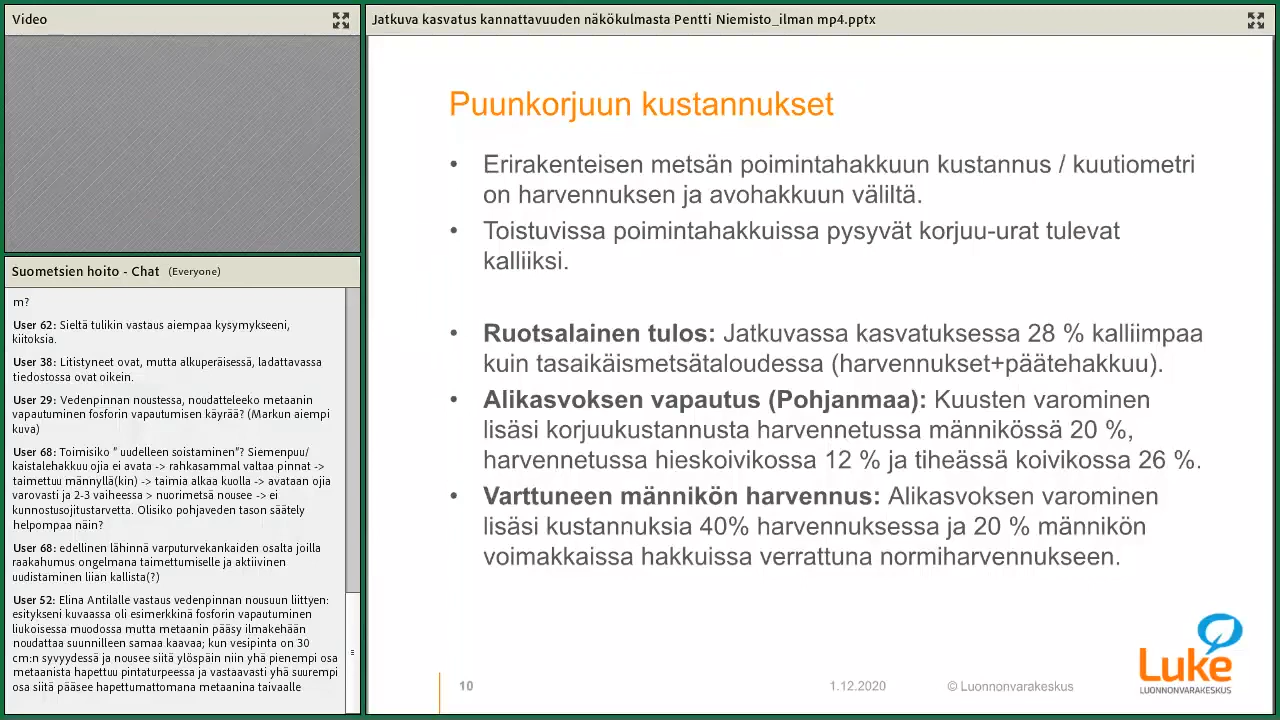 Video
Jatkuva kasvatus kannattavuuden näkökulmasta Pentti Niemisto_ilman mp4.pptx
Suometsien hoito - Chat (Everyone)
m?
User 62: Sieltä tulikin vastaus aiempaa kysymykseeni,
kiitoksia.
User 38: Litistyneet ovat, mutta alkuperäisessä, ladattavassa
tiedostossa ovat oikein.
User 29: Vedenpinnan noustessa, noudatteleeko metaanin
vapautuminen fosforin vapautumisen käyrää? (Markun aiempi
kuva)
User 68: Toimisiko " uudelleen soistaminen"? Siemenpuu/
kaistalehakkuu ojia ei avata -> rahkasammal valtaa pinnat ->
taimettuu männyllä(kin) -> taimia alkaa kuolla -> avataan ojia
varovasti ja 2-3 vaiheessa > nuorimetsä nousee -> ei
kunnostusojitustarvetta. Olisiko pohjaveden tason säätely
helpompaa näin?
User 68: edellinen lähinnä varputurvekankaiden osalta joilla
raakahumus ongelmana taimettumiselle ja aktiivinen
uudistaminen liian kallista(?)
User 52: Elina Antilalle vastaus vedenpinnan nousuun liittyen:
esitykseni kuvaassa oli esimerkkinä fosforin vapautuminen
liukoisessa muodossa mutta metaanin pääsy ilmakehään
noudattaa suunnilleen samaa kaavaa; kun vesipinta on 30
cm:n syvyydessä ja nousee siitä ylöspäin niin yhä pienempi osa
metaanista hapettuu pintaturpeessa ja vastaavasti yhä suurempi
osa siitä pääsee hapettumattomana metaanina taivaalle
Puunkorjuun kustannukset
• Erirakenteisen metsän poimintahakkuun kustannus / kuutiometri
on harvennuksen ja avohakkuun väliltä.
• Toistuvissa poimintahakkuissa pysyvät korjuu-urat tulevat
kalliiksi.
• Ruotsalainen tulos: Jatkuvassa kasvatuksessa 28 % kalliimpaa
kuin tasaikäismetsätaloudessa (harvennukset+päätehakkuu).
• Alikasvoksen vapautus (Pohjanmaa): Kuusten varominen
lisäsi korjuukustannusta harvennetussa männikössä 20 %,
harvennetussa hieskoivikossa 12 % ja tiheässä koivikossa 26 %.
• Varttuneen männikön harvennus: Alikasvoksen varominen
lisäsi kustannuksia 40% harvennuksessa ja 20 % männikön
voimakkaissa hakkuissa verrattuna normiharvennukseen.
10
1.12.2020
© Luonnonvarakeskus
Luke
LUONNONVARAKESKUS